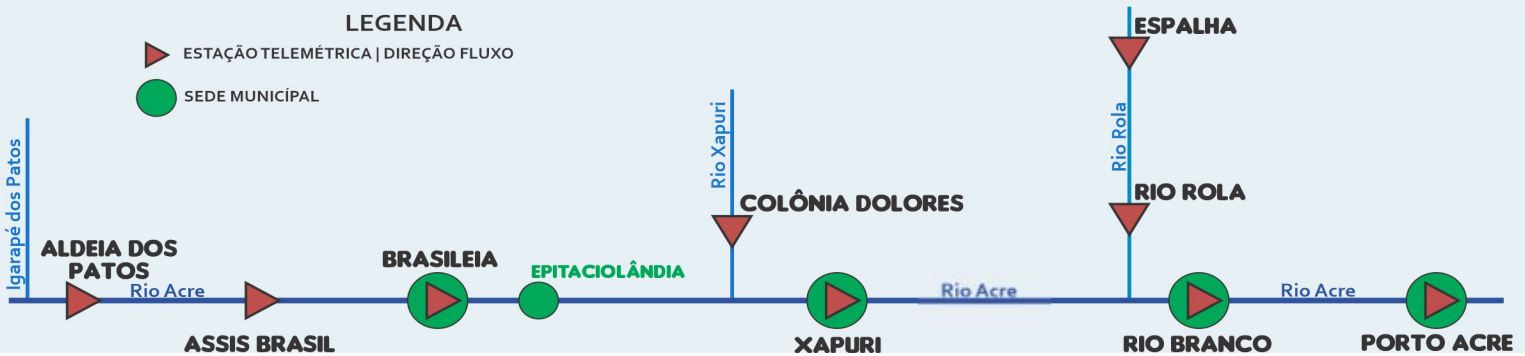 LEGENDA
ESTAÇÃO TELEMÉTRICA | DIREÇÃO FLUXO
SEDE MUNICÍPAL
Igarapé dos Patos
ALDEIA DOS
PATOS
Rio Acre
ASSIS BRASIL
BRASILEIA
EPITACIOLÂNDIA
Rio Xapuri
COLÔNIA DOLORES
XAPURI
Rio Acre
ESPALHA
Rio Rola
RIO ROLA
RIO BRANCO
Rio Acre
PORTO ACRE